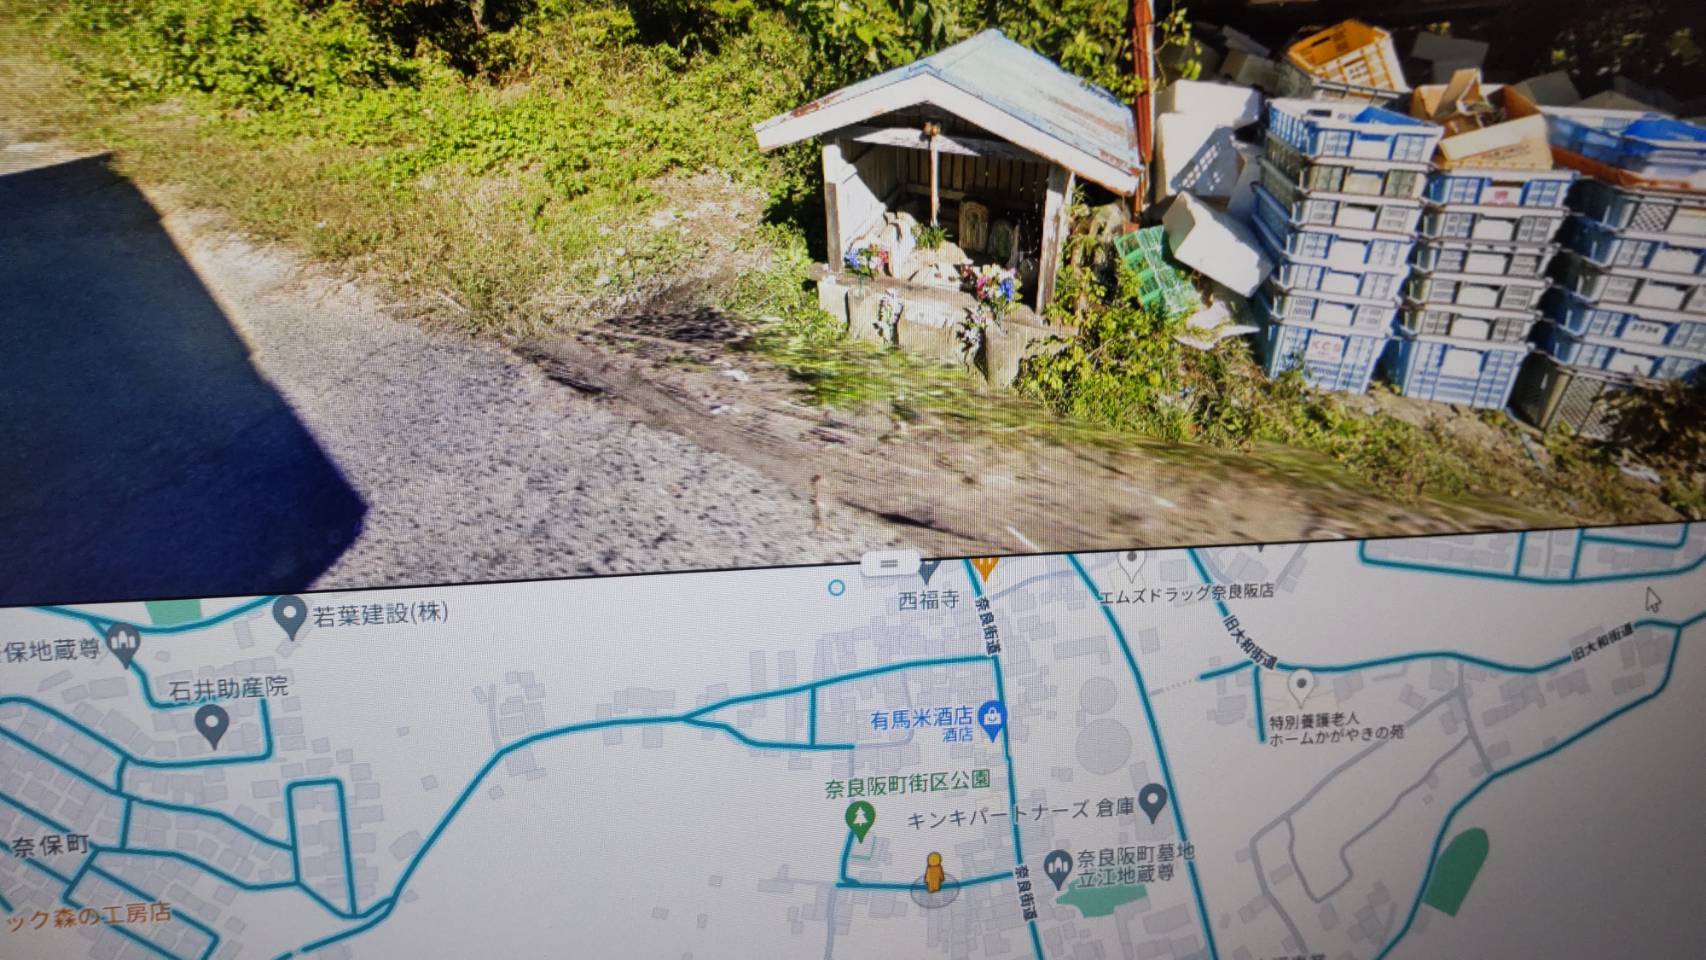 KCS
西福寺
エムズドラッグ奈良阪店
若葉建設(株)
保地蔵尊
奈良街道
旧大和街道
旧大和街道
石井助産院
有馬米酒店
酒店
特別養護老人
ホームかがやきの苑
奈良阪町街区公園
キンキパートナーズ 倉庫
奈保町
奈良阪町墓地
立江地蔵尊
奈良街道
ック森の工房店